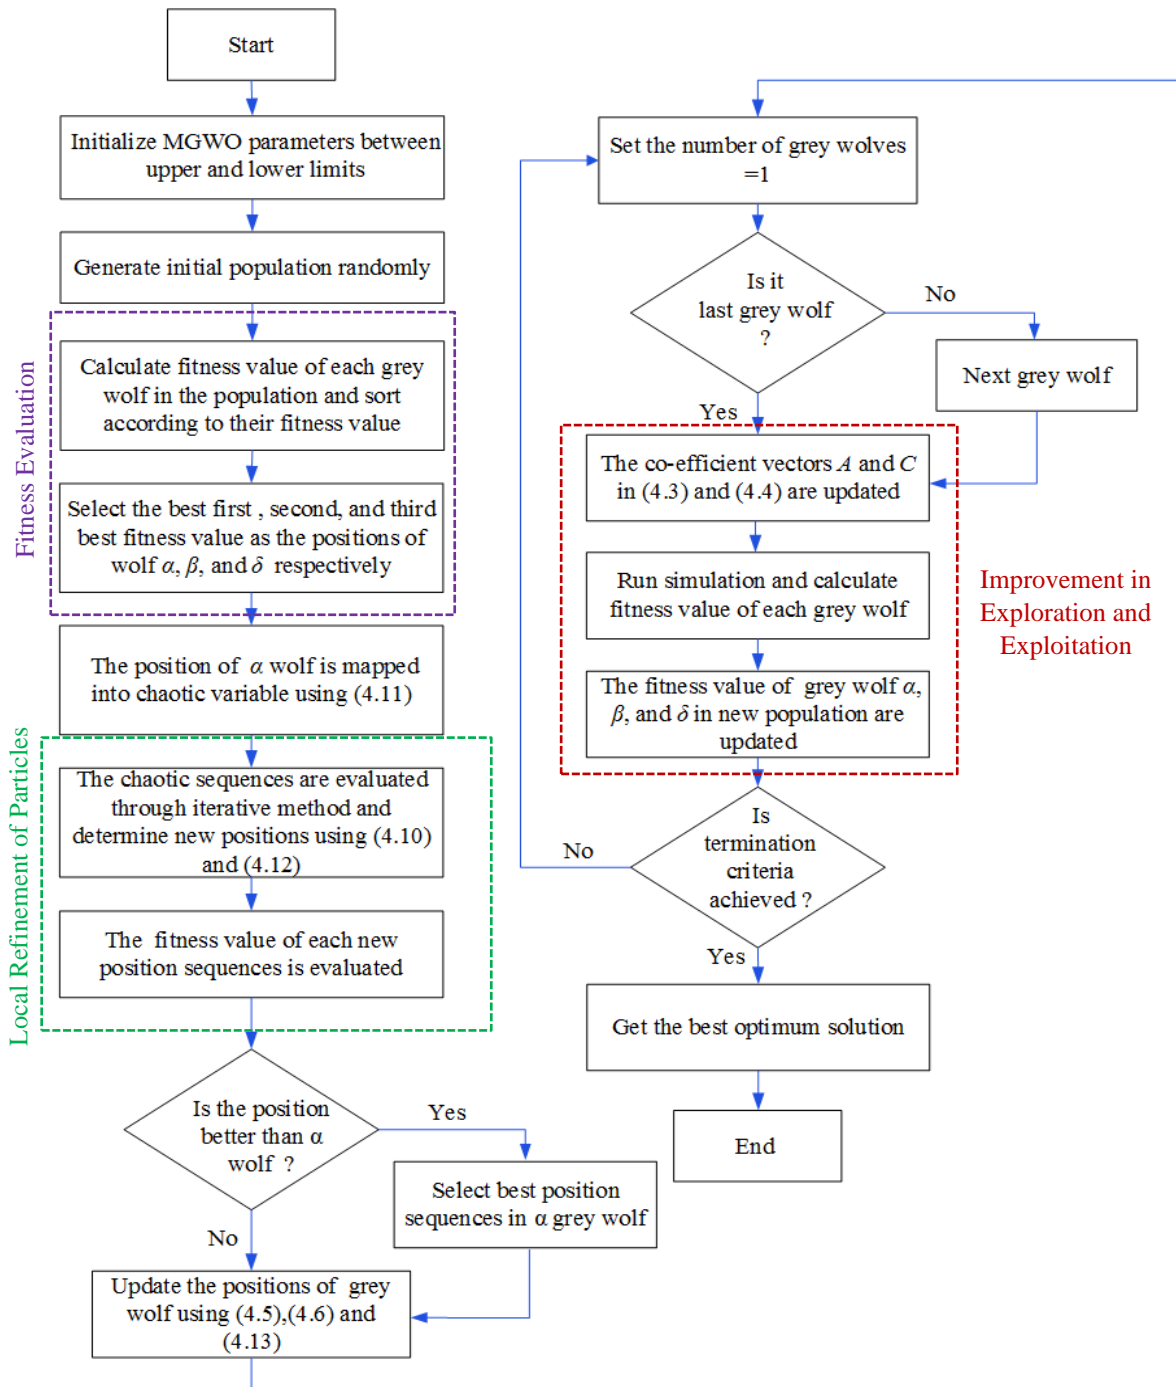 Start
Initialize MGWO parameters between
upper and lower limits
Generate initial population randomly
Fitness Evaluation
Calculate fitness value of each grey
wolf in the population and sort
according to their fitness value
Select the best first , second, and third
best fitness value as the positions of
wolf α, β, and δ respectively
The position of α wolf is mapped
into chaotic variable using (4.11)
Local Refinement of Particles
The chaotic sequences are evaluated
through iterative method and
determine new positions using (4.10)
and (4.12)
The fitness value of each new
position sequences is evaluated
Is the position
better than α
wolf ?
Yes
Select best position
sequences in α grey wolf
No
Update the positions of grey
wolf using (4.5),(4.6) and
(4.13)
Set the number of grey wolves
=1
Is it
last grey wolf
?
No
Next grey wolf
Yes
The co-efficient vectors A and C
in (4.3) and (4.4) are updated
Run simulation and calculate
fitness value of each grey wolf
The fitness value of grey wolf α,
β, and δ in new population are
updated
Improvement in
Exploration and
Exploitation
Is
termination
criteria
achieved ?
No
Yes
Get the best optimum solution
End